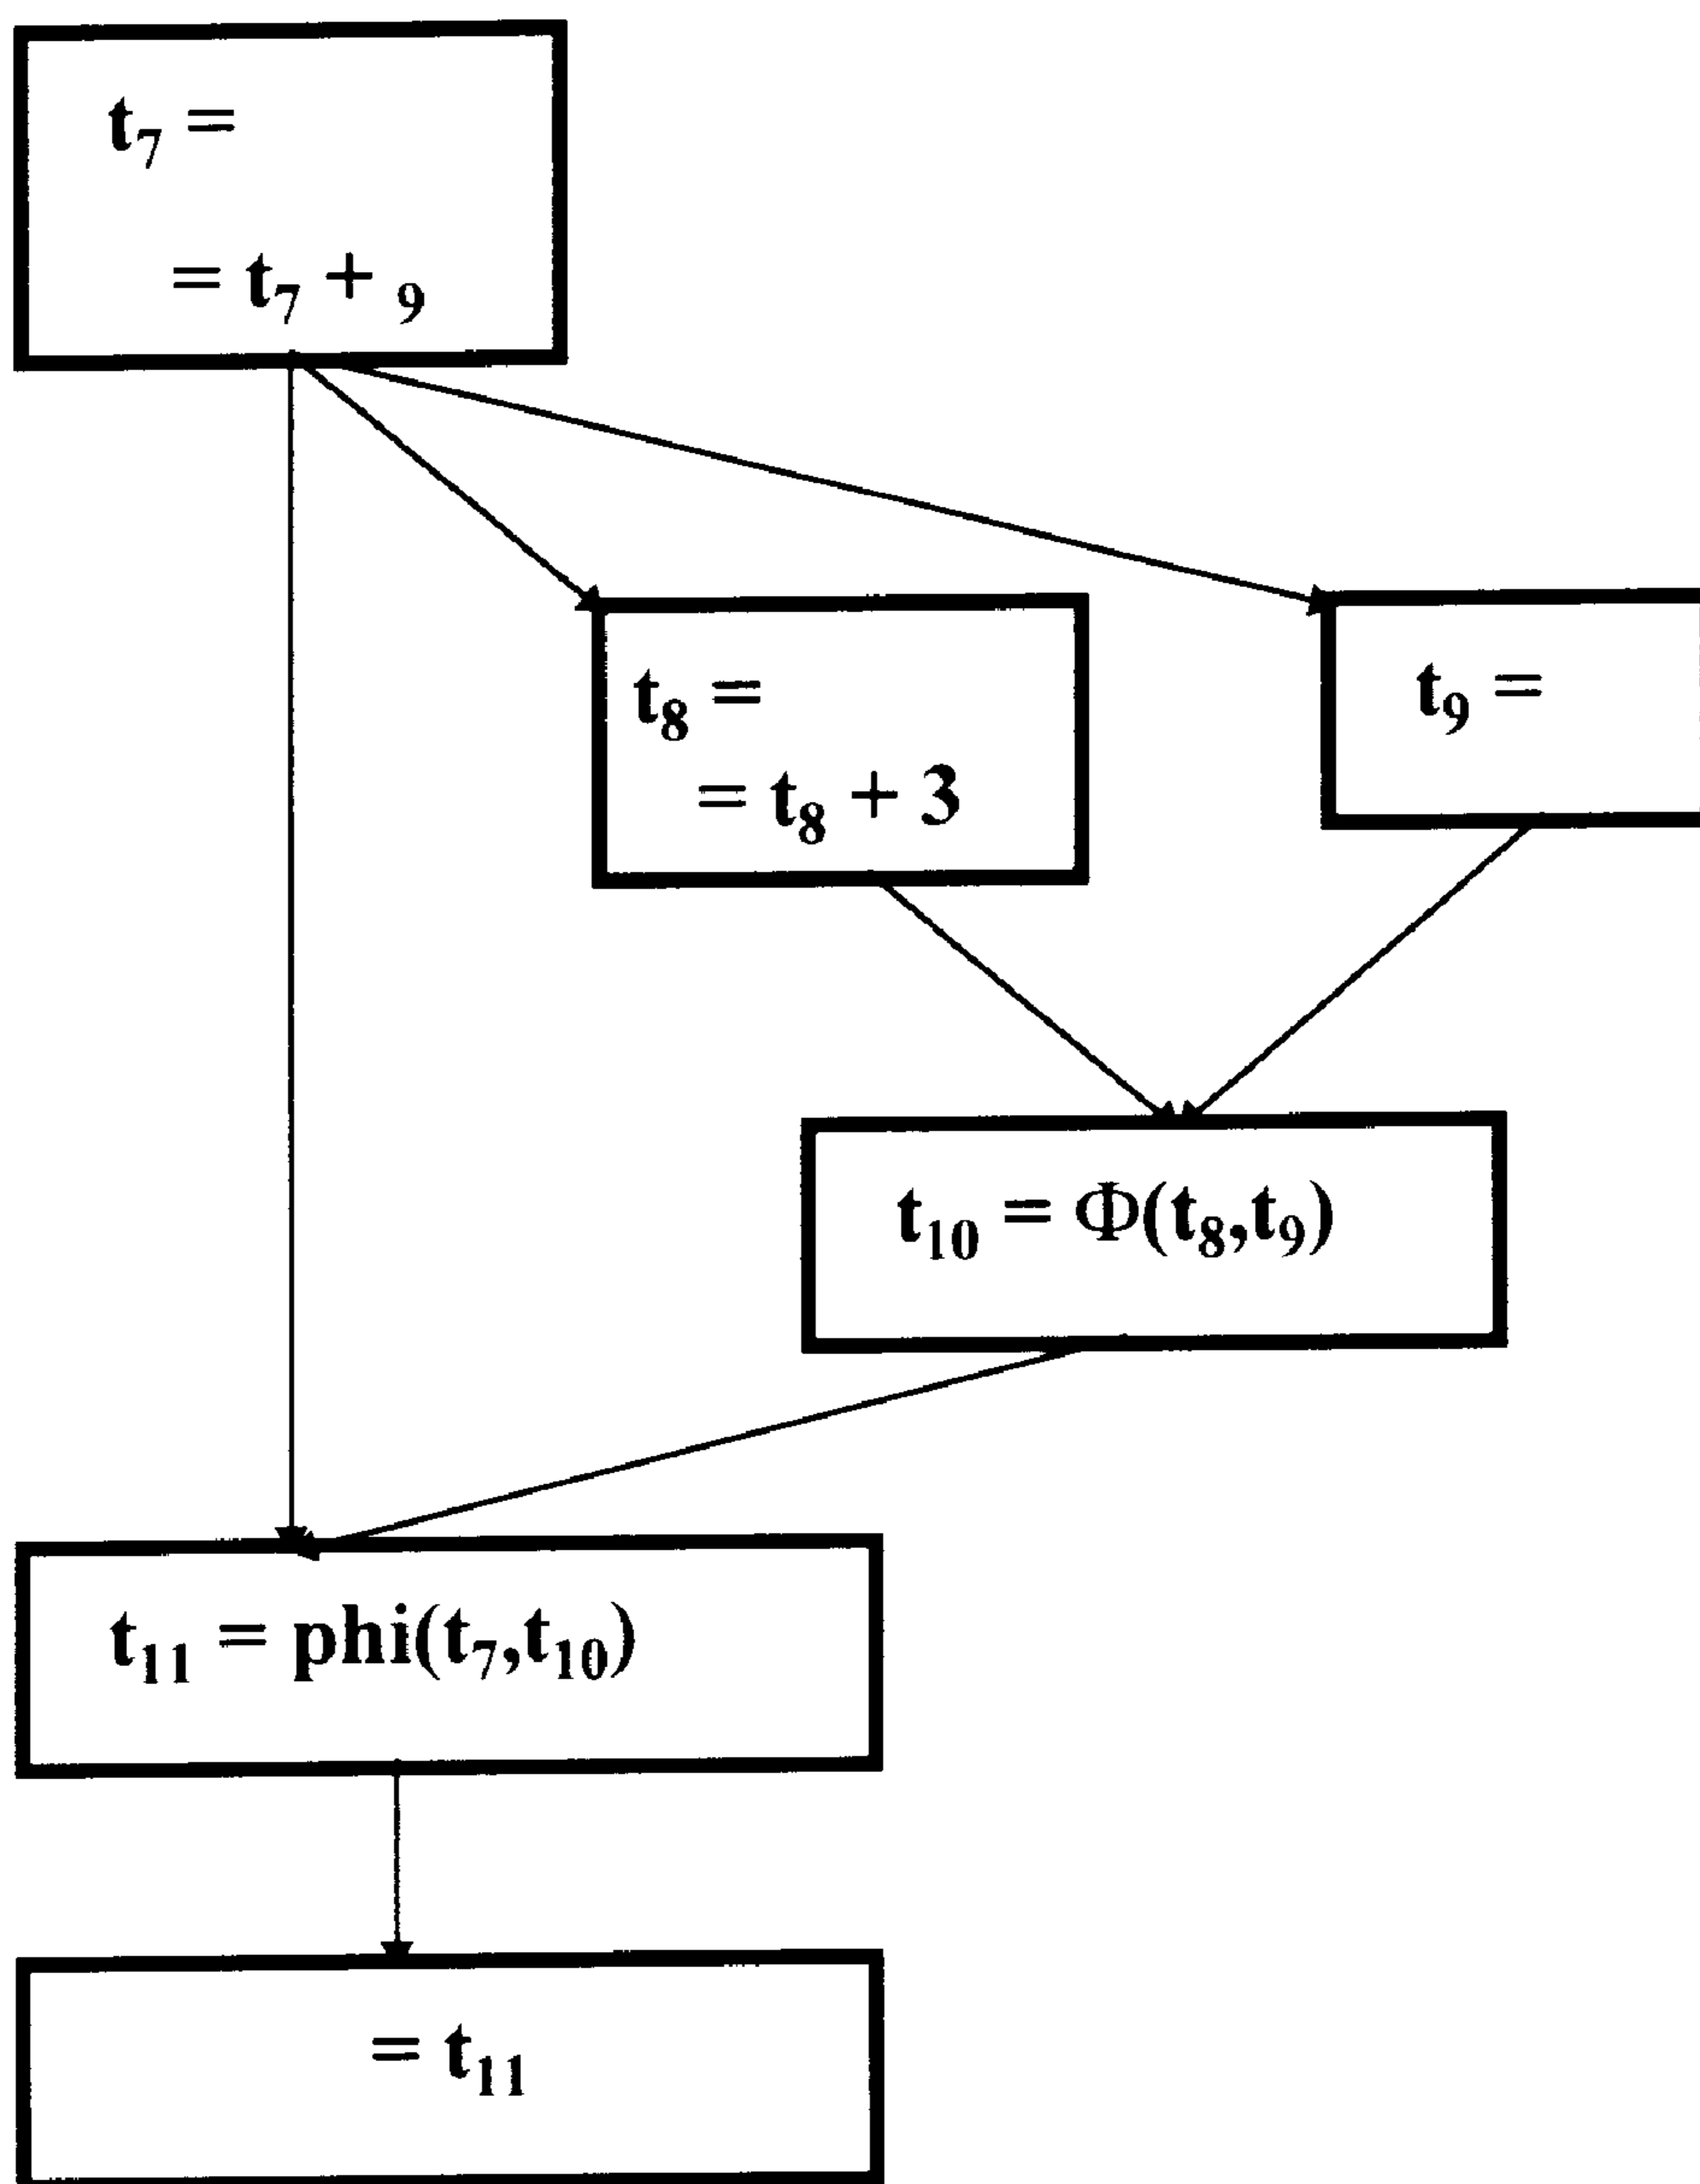 t₇ =
= t₇ + ₉
t₈ =
= t₈ + 3
t₉ =
t₁₀ = Φ(t₈,t₉)
t₁₁ = phi(t₇,t₁₀)
= t₁₁